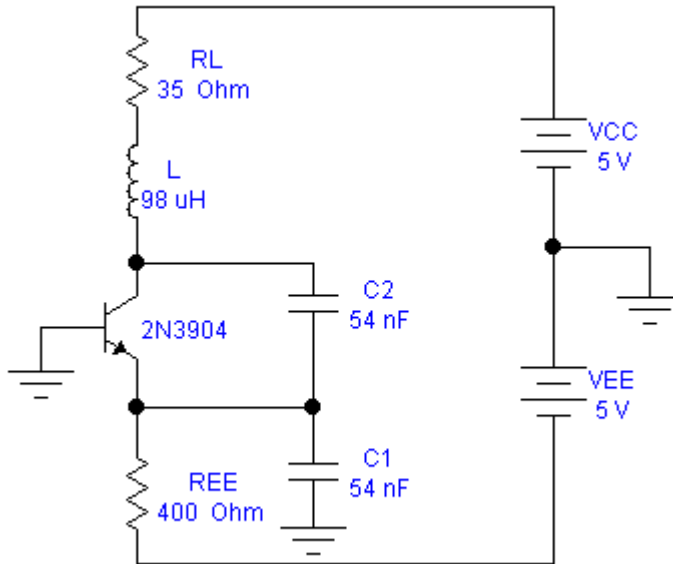 RL
35 Ohm
VCC
5 V
L
98 uH
C2
54 nF
2N3904
VEE
5 V
C1
54 nF
REE
400 Ohm